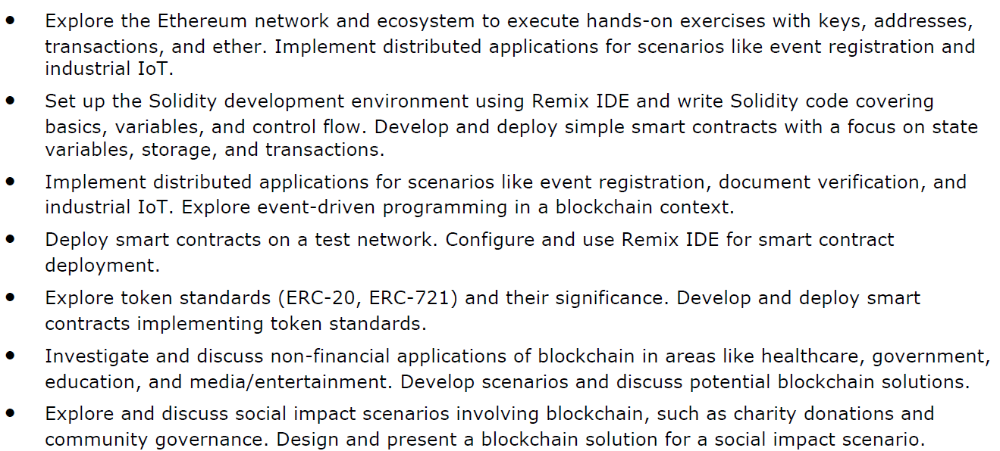 • Explore the Ethereum network and ecosystem to execute hands-on exercises with keys, addresses,
transactions, and ether. Implement distributed applications for scenarios like event registration and
industrial IoT.
• Set up the Solidity development environment using Remix IDE and write Solidity code covering
basics, variables, and control flow. Develop and deploy simple smart contracts with a focus on state
variables, storage, and transactions.
• Implement distributed applications for scenarios like event registration, document verification, and
industrial IoT. Explore event-driven programming in a blockchain context.
• Deploy smart contracts on a test network. Configure and use Remix IDE for smart contract
deployment.
• Explore token standards (ERC-20, ERC-721) and their significance. Develop and deploy smart
contracts implementing token standards.
• Investigate and discuss non-financial applications of blockchain in areas like healthcare, government,
education, and media/entertainment. Develop scenarios and discuss potential blockchain solutions.
• Explore and discuss social impact scenarios involving blockchain, such as charity donations and
community governance. Design and present a blockchain solution for a social impact scenario.